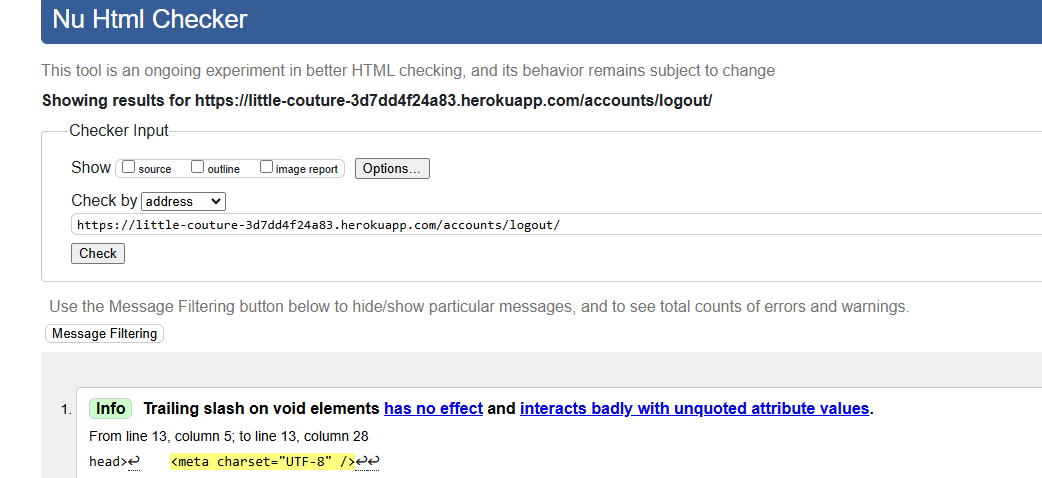 Nu Html Checker
This tool is an ongoing experiment in better HTML checking, and its behavior remains subject to change
Showing results for https://little-couture-3d7dd4f24a83.herokuapp.com/accounts/logout/
Checker Input
Show source outline image report Options...
Check by address
https://little-couture-3d7dd4f24a83.herokuapp.com/accounts/logout/
Check
Use the Message Filtering button below to hide/show particular messages, and to see total counts of errors and warnings.
Message Filtering
1. Info Trailing slash on void elements has no effect and interacts badly with unquoted attribute values.
From line 13, column 5; to line 13, column 28
head>↩ <meta charset="UTF-8" />↩↩